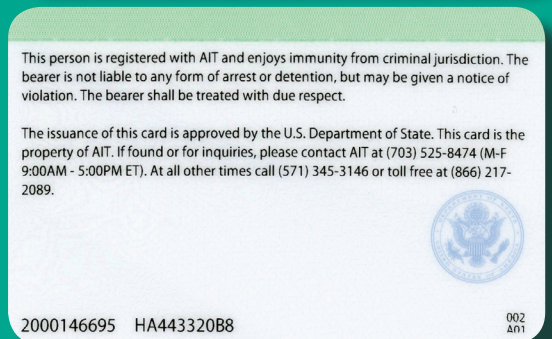 This person is registered with AIT and enjoys immunity from criminal jurisdiction. The
bearer is not liable to any form of arrest or detention, but may be given a notice of
violation. The bearer shall be treated with due respect.
The issuance of this card is approved by the U.S. Department of State. This card is the
property of AIT. If found or for inquiries, please contact AIT at (703) 525-8474 (M-F
9:00AM - 5:00PM ET). At all other times call (571) 345-3146 or toll free at (866) 217-
2089.
2000146695 HA443320B8
002
A01